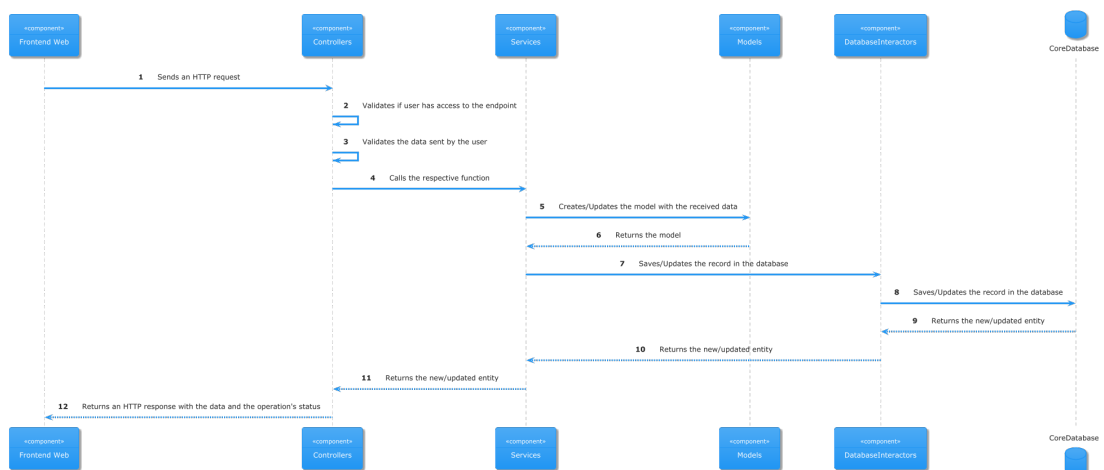 «component»
Frontend Web
«component»
Controllers
«component»
Services
«component»
Models
«component»
DatabaseInteractors
CoreDatabase
1 Sends an HTTP request
2 Validates if user has access to the endpoint
3 Validates the data sent by the user
4 Calls the respective function
5 Creates/Updates the model with the received data
6 Returns the model
7 Saves/Updates the record in the database
8 Saves/Updates the record in the database
9 Returns the new/updated entity
10 Returns the new/updated entity
11 Returns the new/updated entity
12 Returns an HTTP response with the data and the operation's status
«component»
Frontend Web
«component»
Controllers
«component»
Services
«component»
Models
«component»
DatabaseInteractors
CoreDatabase